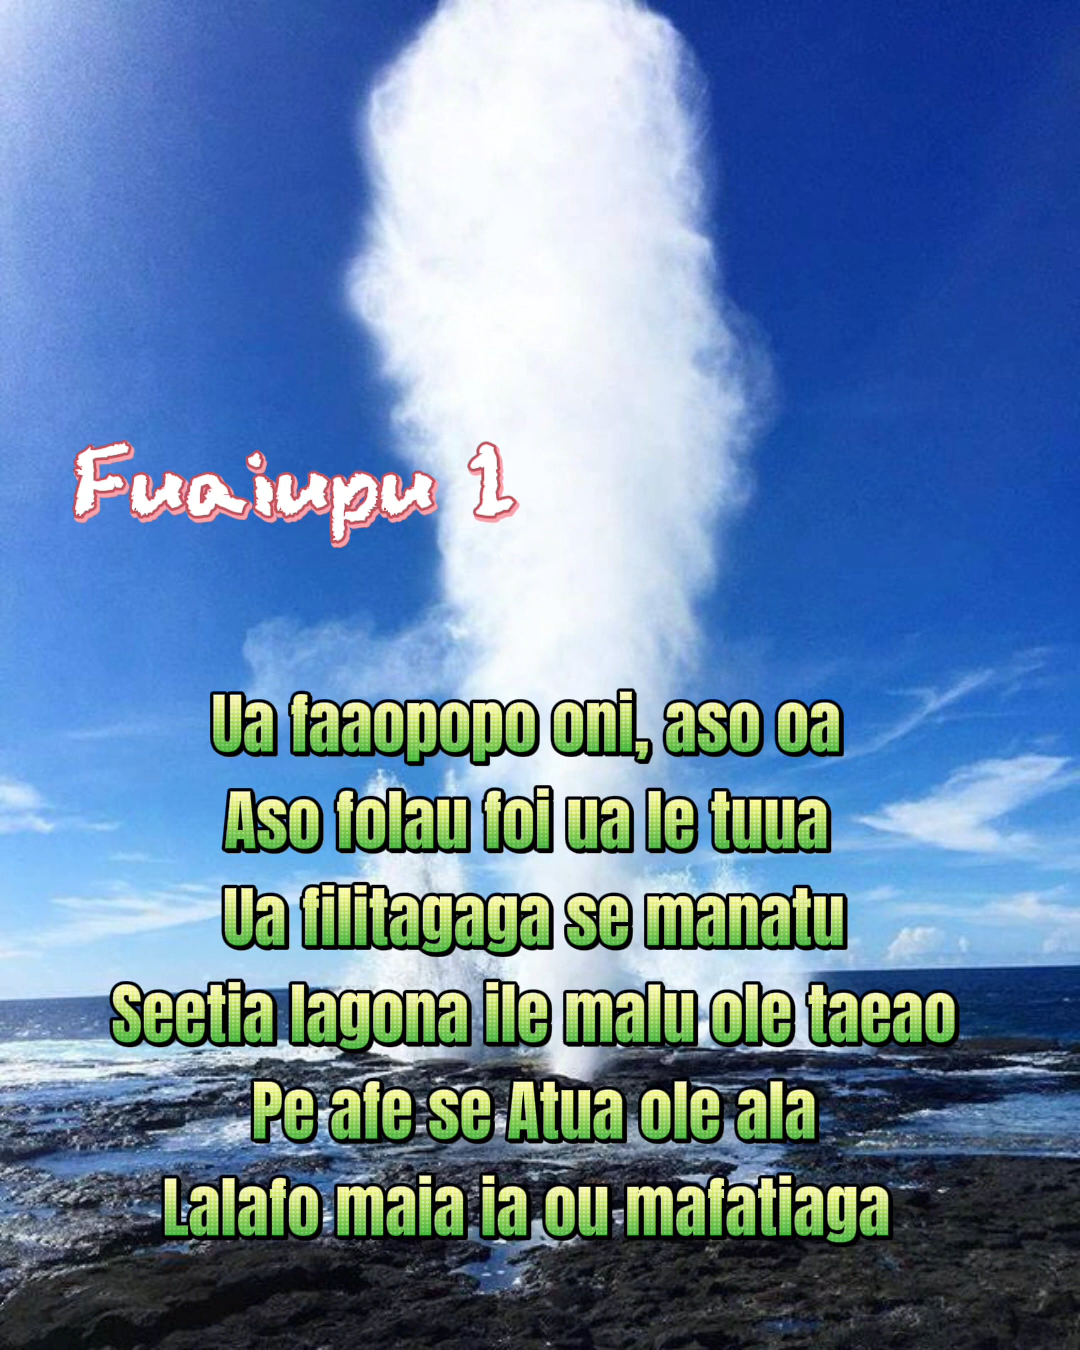 Fuaiupu 1
Ua faaopopo oni, aso oa
Aso folau foi ua le tuua
Ua filitagaga se manatu
Seetia lagona ile malu ole taeao
Pe afe se Atua ole ala
Lalafo maia ia ou mafatiaga